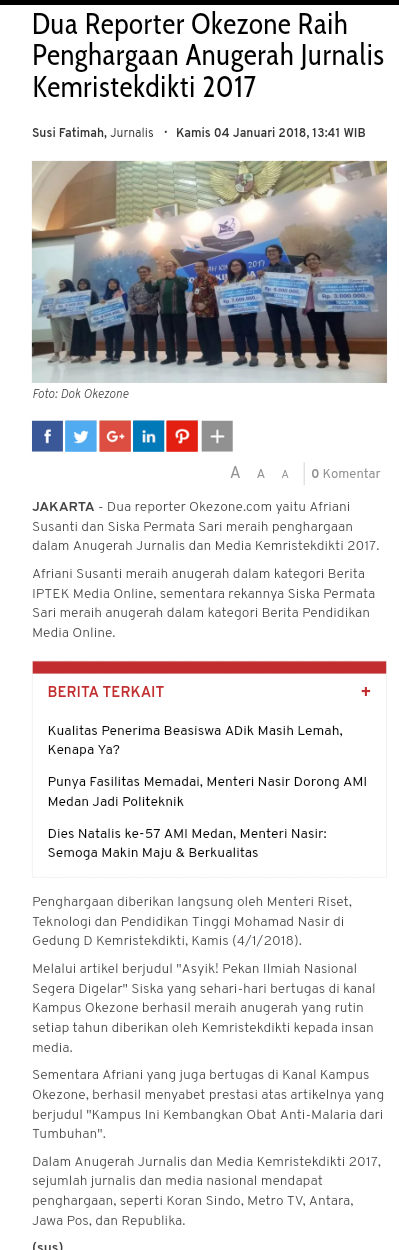 Dua Reporter Okezone Raih
Penghargaan Anugerah Jurnalis
Kemristekdikti 2017
Susi Fatimah, Jurnalis · Kamis 04 Januari 2018, 13:41 WIB
Foto: Dok Okezone
A A A 0 Komentar
JAKARTA - Dua reporter Okezone.com yaitu Afriani
Susanti dan Siska Permata Sari meraih penghargaan
dalam Anugerah Jurnalis dan Media Kemristekdikti 2017.
Afriani Susanti meraih anugerah dalam kategori Berita
IPTEK Media Online, sementara rekannya Siska Permata
Sari meraih anugerah dalam kategori Berita Pendidikan
Media Online.
BERITA TERKAIT +
Kualitas Penerima Beasiswa ADik Masih Lemah,
Kenapa Ya?
Punya Fasilitas Memadai, Menteri Nasir Dorong AMI
Medan Jadi Politeknik
Dies Natalis ke-57 AMI Medan, Menteri Nasir:
Semoga Makin Maju & Berkualitas
Penghargaan diberikan langsung oleh Menteri Riset,
Teknologi dan Pendidikan Tinggi Mohamad Nasir di
Gedung D Kemristekdikti, Kamis (4/1/2018).
Melalui artikel berjudul "Asyik! Pekan Ilmiah Nasional
Segera Digelar" Siska yang sehari-hari bertugas di kanal
Kampus Okezone berhasil meraih anugerah yang rutin
setiap tahun diberikan oleh Kemristekdikti kepada insan
media.
Sementara Afriani yang juga bertugas di Kanal Kampus
Okezone, berhasil menyabet prestasi atas artikelnya yang
berjudul "Kampus Ini Kembangkan Obat Anti-Malaria dari
Tumbuhan".
Dalam Anugerah Jurnalis dan Media Kemristekdikti 2017,
sejumlah jurnalis dan media nasional mendapat
penghargaan, seperti Koran Sindo, Metro TV, Antara,
Jawa Pos, dan Republika.
(sus)